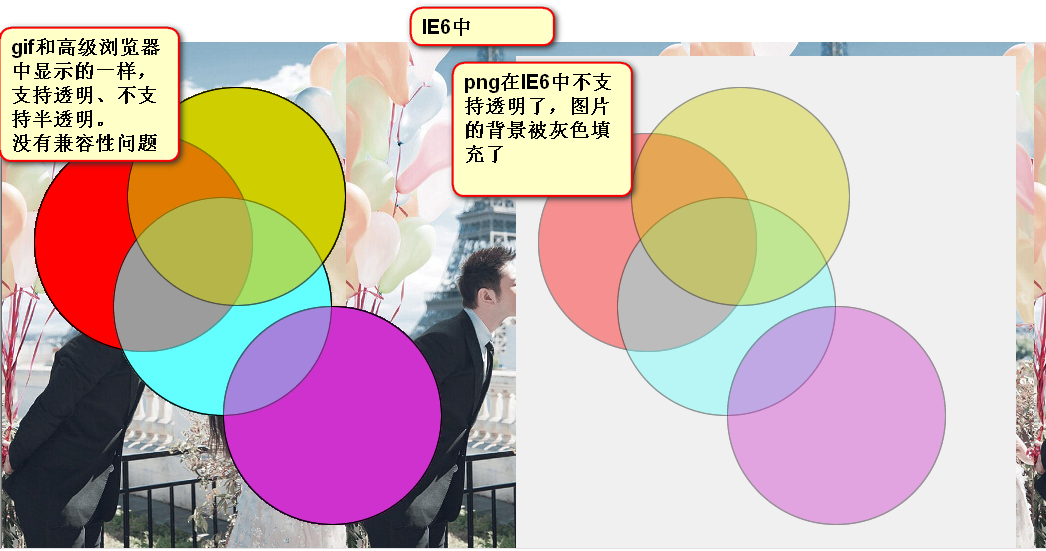 IE6中
gif和高级浏览器
中显示的一样，
支持透明、不支
持半透明。
没有兼容性问题
png在IE6中不支
持透明了，图片
的背景被灰色填
充了